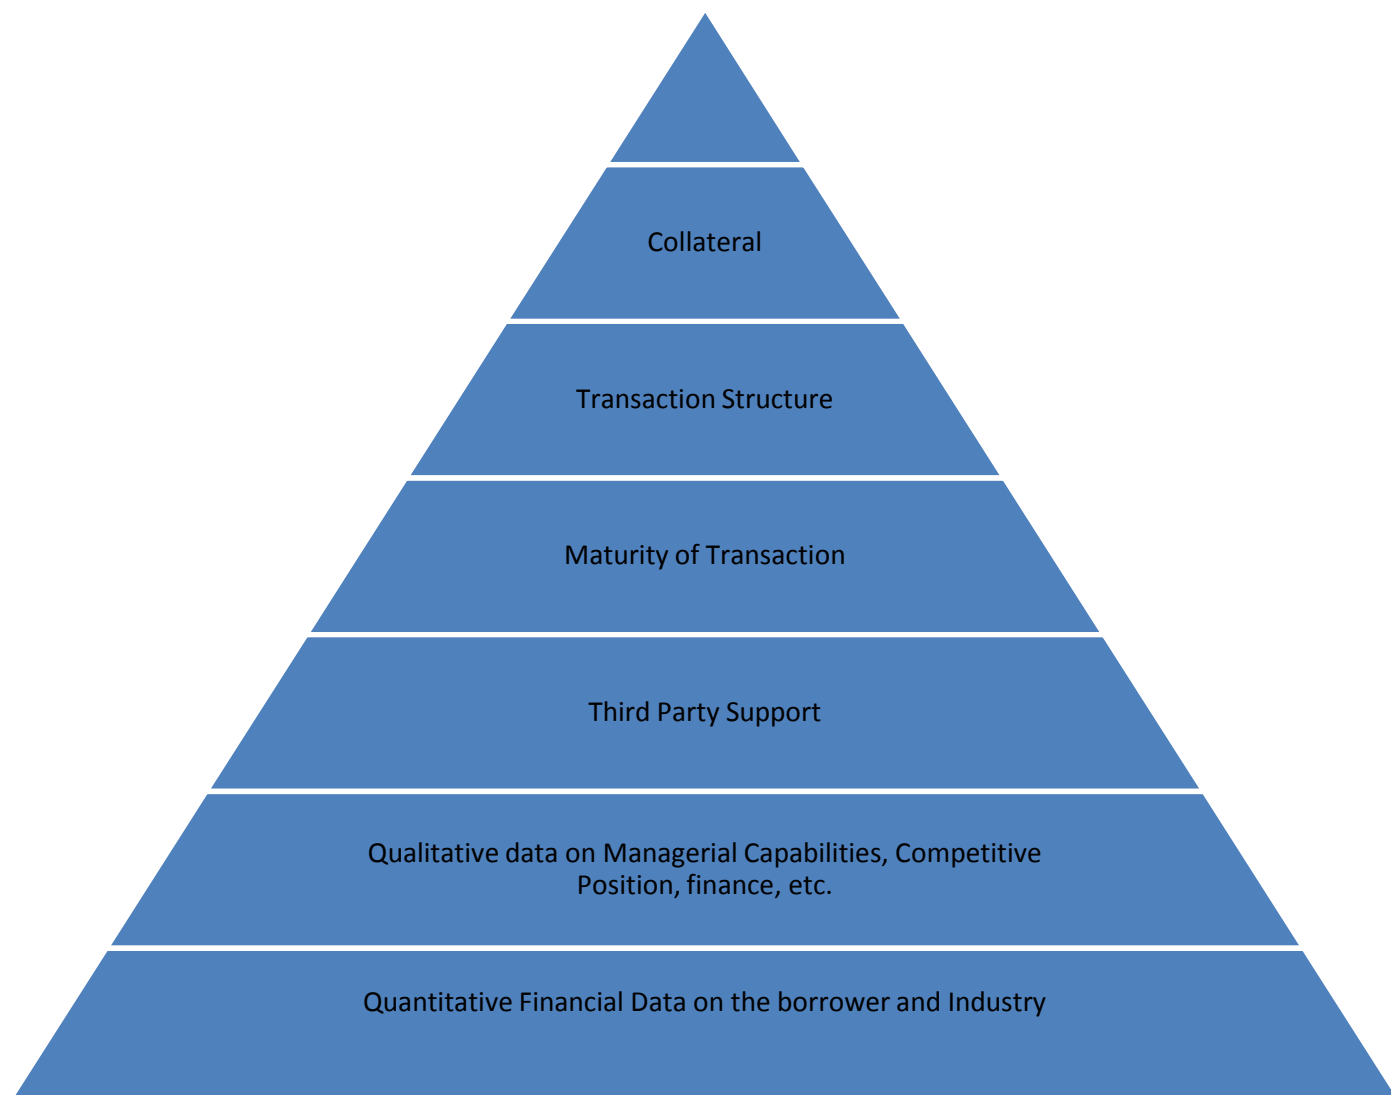 Collateral
Transaction Structure
Maturity of Transaction
Third Party Support
Qualitative data on Managerial Capabilities, Competitive
Position, finance, etc.
Quantitative Financial Data on the borrower and Industry